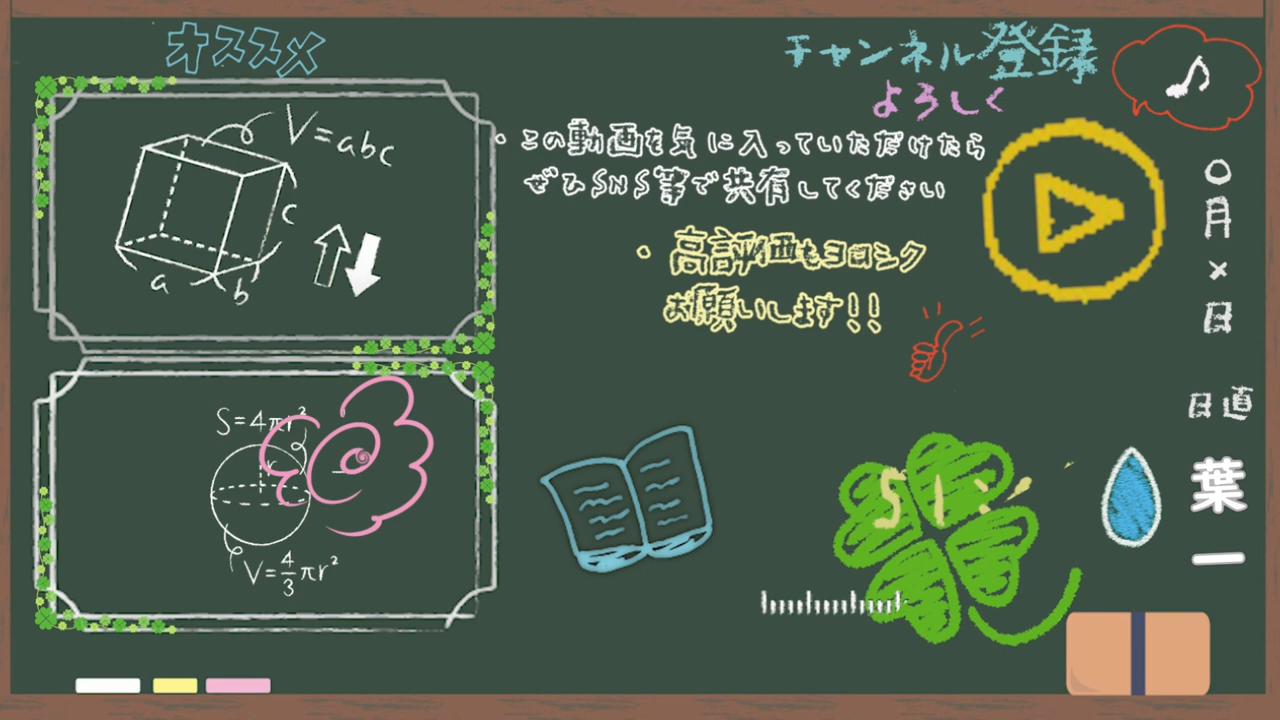 オススメ
V=abc
c
a
b
S=4πr²
r
V=4/3πr²
チャンネル登録
よろしく
・この動画を気に入っていただけたら
ぜひSNS等で共有してください
・高評価もヨロシク
お願いします!!
〇月×日
日直
葉一